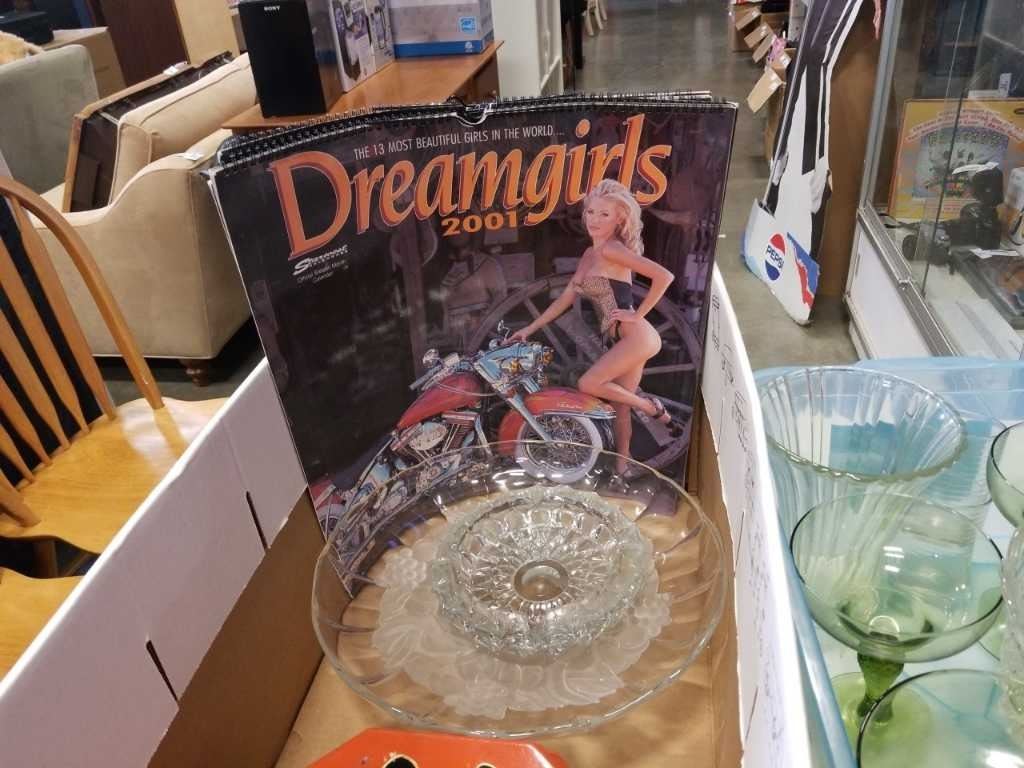 SONY
THE 13 MOST BEAUTIFUL GIRLS IN THE WORLD....
Dreamgirls
2001
PEPSI